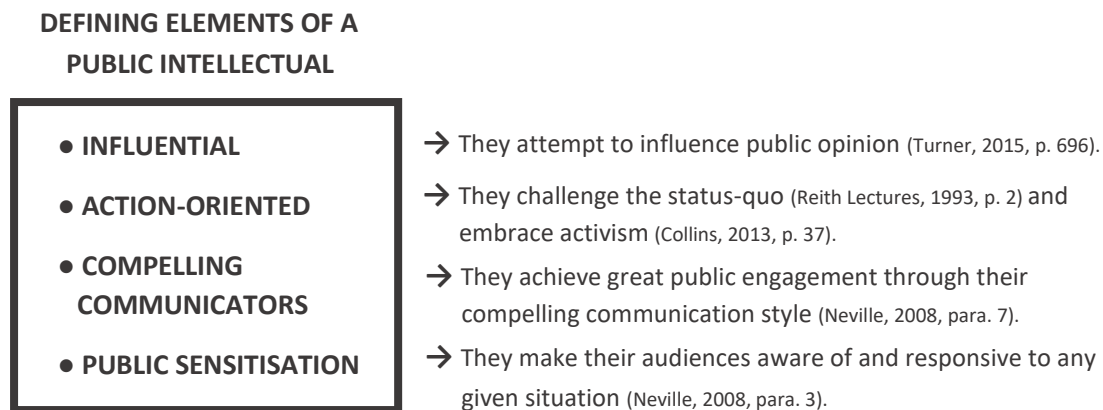 DEFINING ELEMENTS OF A
PUBLIC INTELLECTUAL
● INFLUENTIAL
→ They attempt to influence public opinion (Turner, 2015, p. 696).
● ACTION-ORIENTED
→ They challenge the status-quo (Reith Lectures, 1993, p. 2) and
embrace activism (Collins, 2013, p. 37).
● COMPELLING
COMMUNICATORS
→ They achieve great public engagement through their
compelling communication style (Neville, 2008, para. 7).
● PUBLIC SENSITISATION
→ They make their audiences aware of and responsive to any
given situation (Neville, 2008, para. 3).